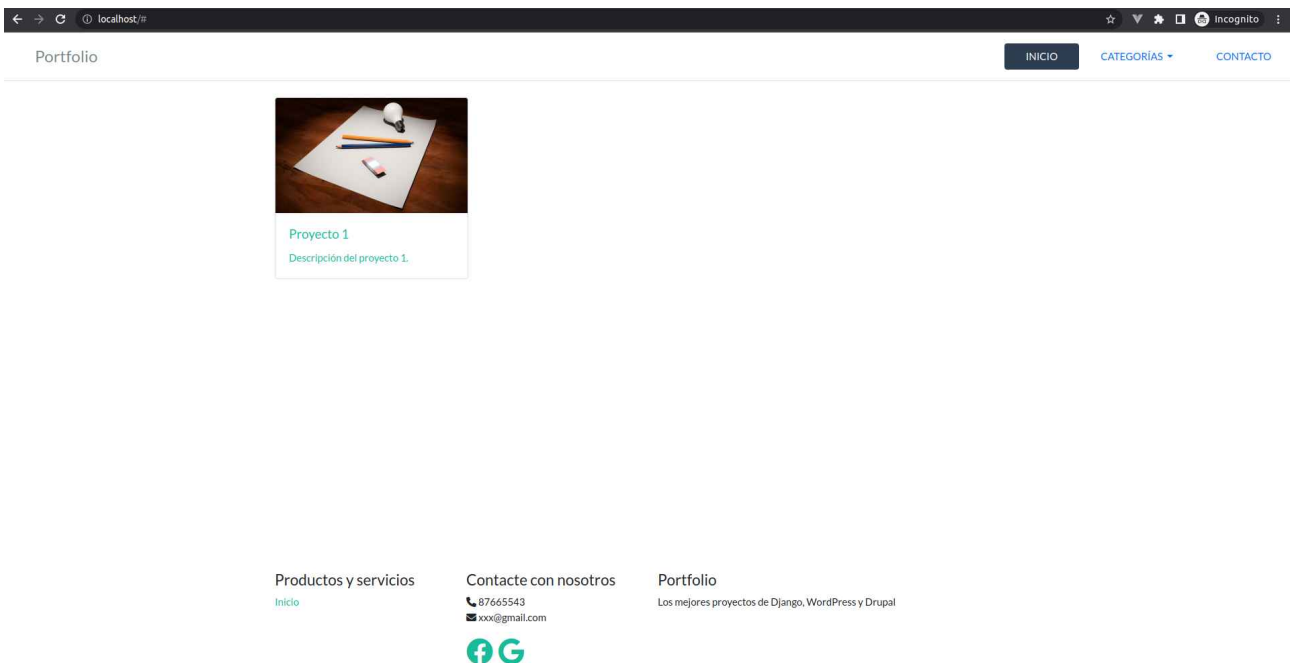 localhost/#
Incognito
Portfolio
INICIO
CATEGORÍAS
CONTACTO
Proyecto 1
Descripción del proyecto 1.
Productos y servicios
Inicio
Contacte con nosotros
87665543
xxx@gmail.com
Portfolio
Los mejores proyectos de Django, WordPress y Drupal